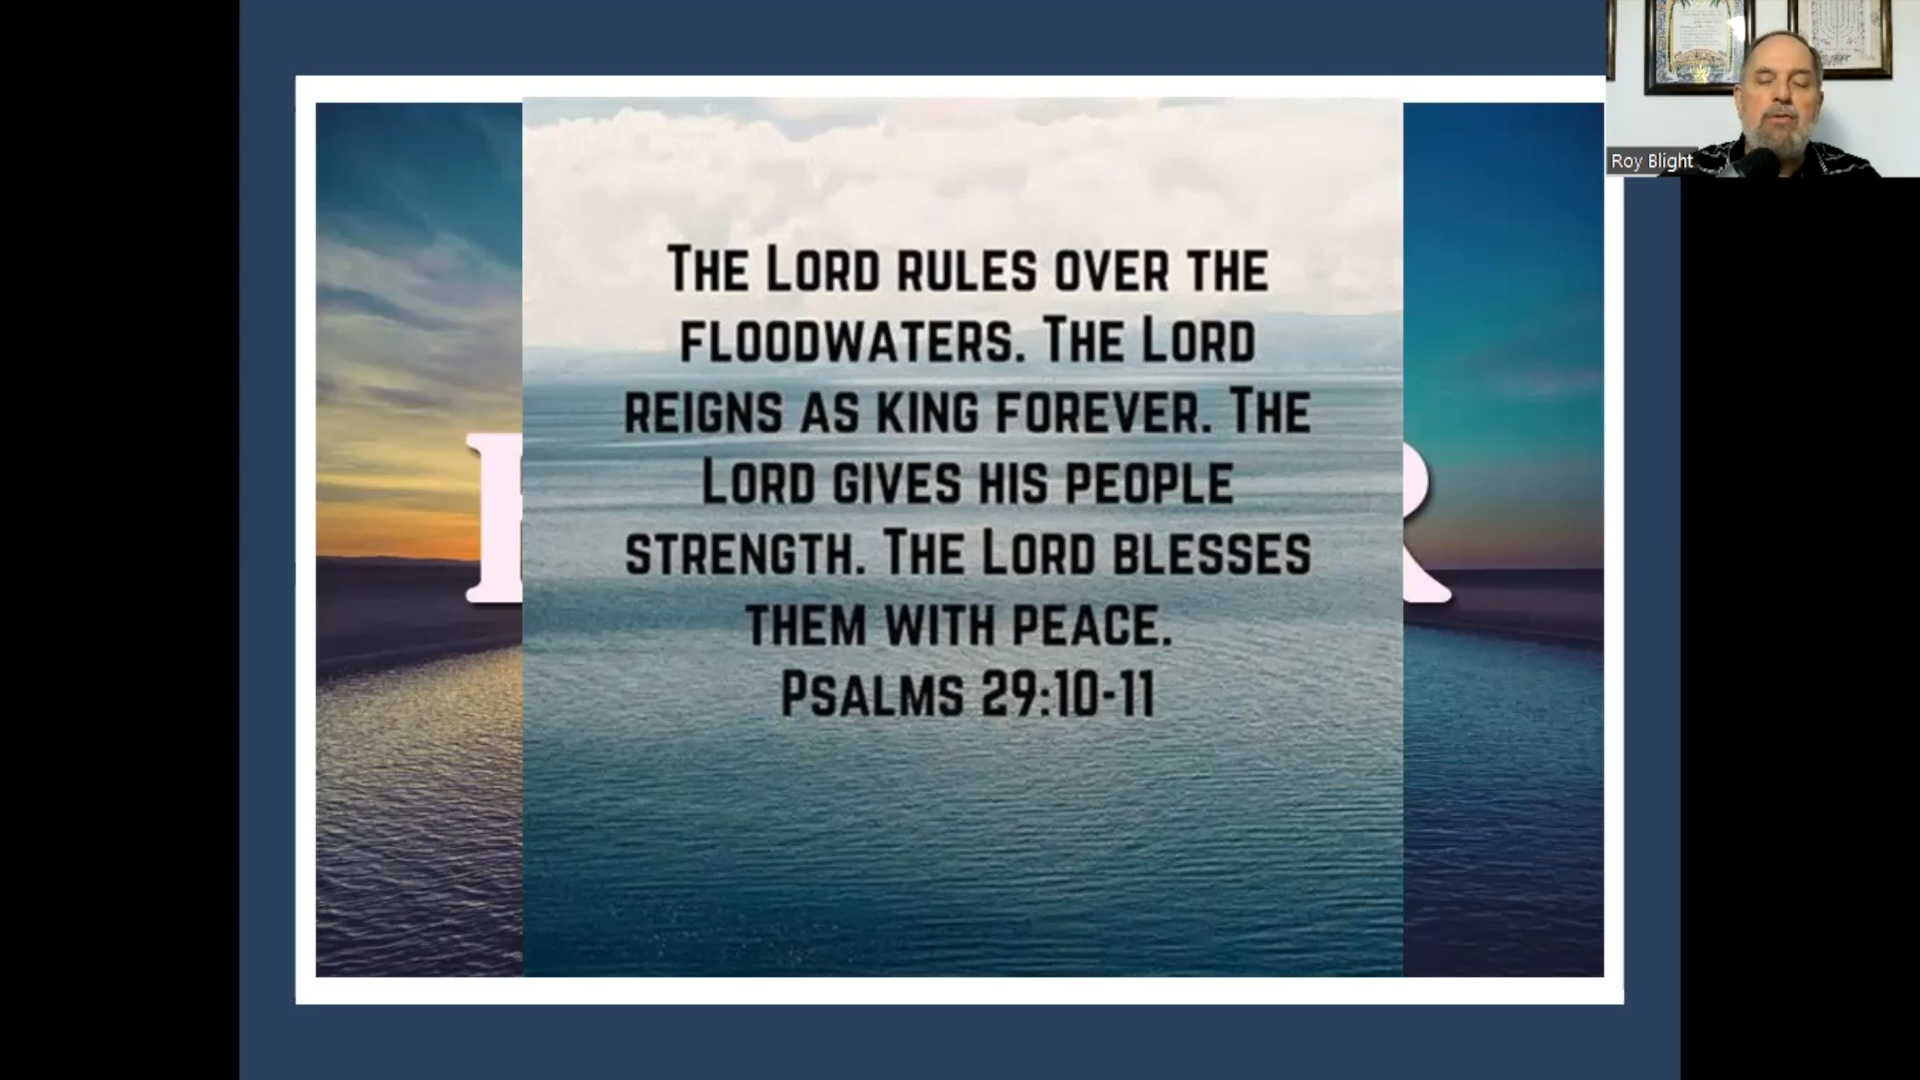 The Lord rules over the
floodwaters. The Lord
reigns as king forever. The
Lord gives his people
strength. The Lord blesses
them with peace.
Psalms 29:10-11
R
Roy Blight